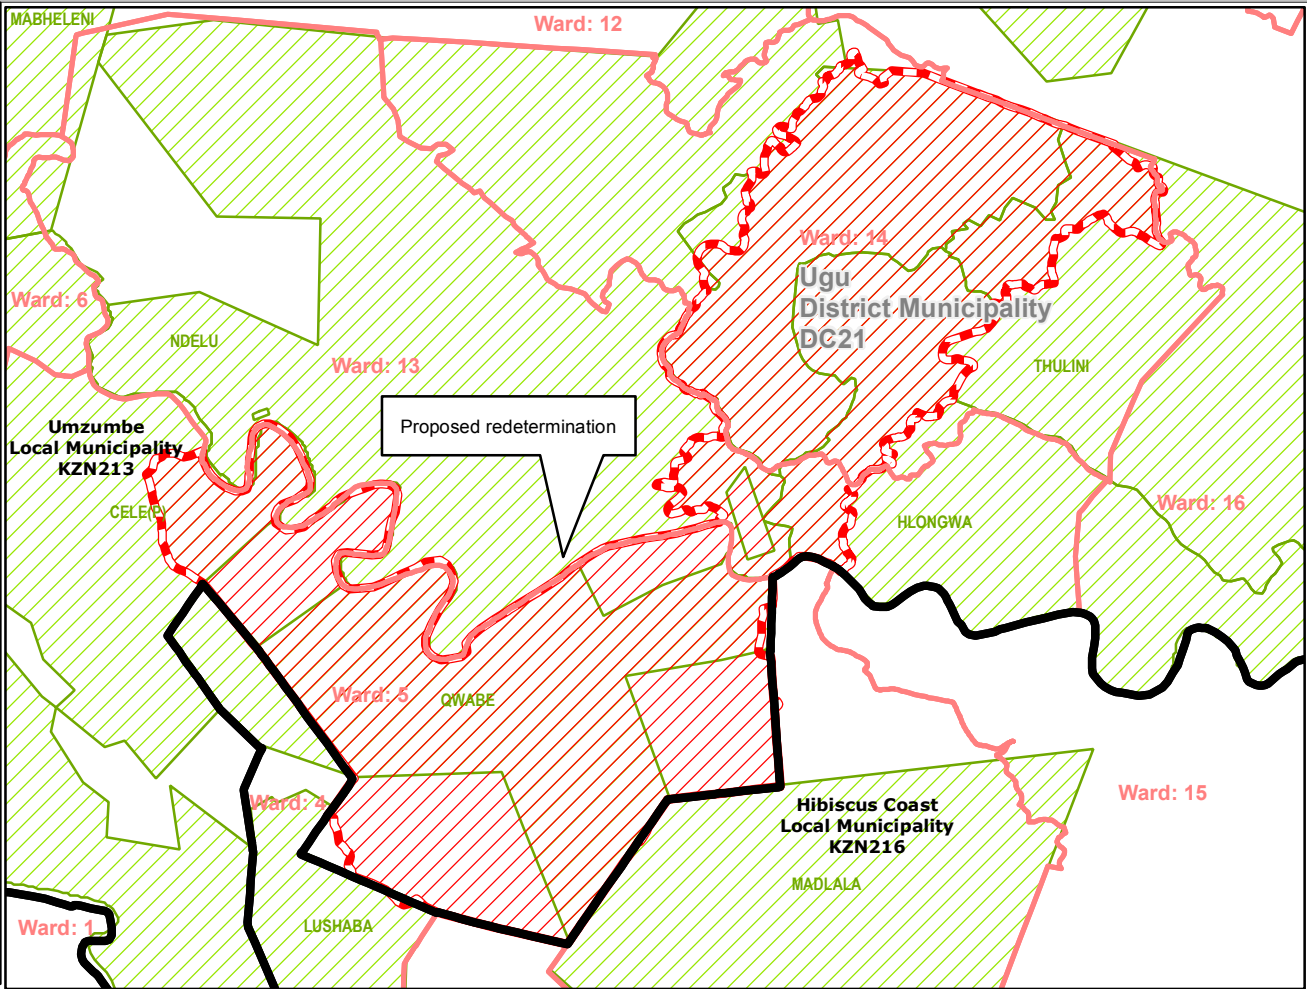 MABHELENI
Ward: 12
Ward: 14
Ugu
District Municipality
DC21
Ward: 6
NDELU
Ward: 13
THULINI
Proposed redetermination
Umzumbe
Local Municipality
KZN213
CELE(P)
Ward: 16
HLONGWA
Ward: 5
QWABE
Ward: 4
Ward: 15
Hibiscus Coast
Local Municipality
KZN216
MADLALA
LUSHABA
Ward: 1